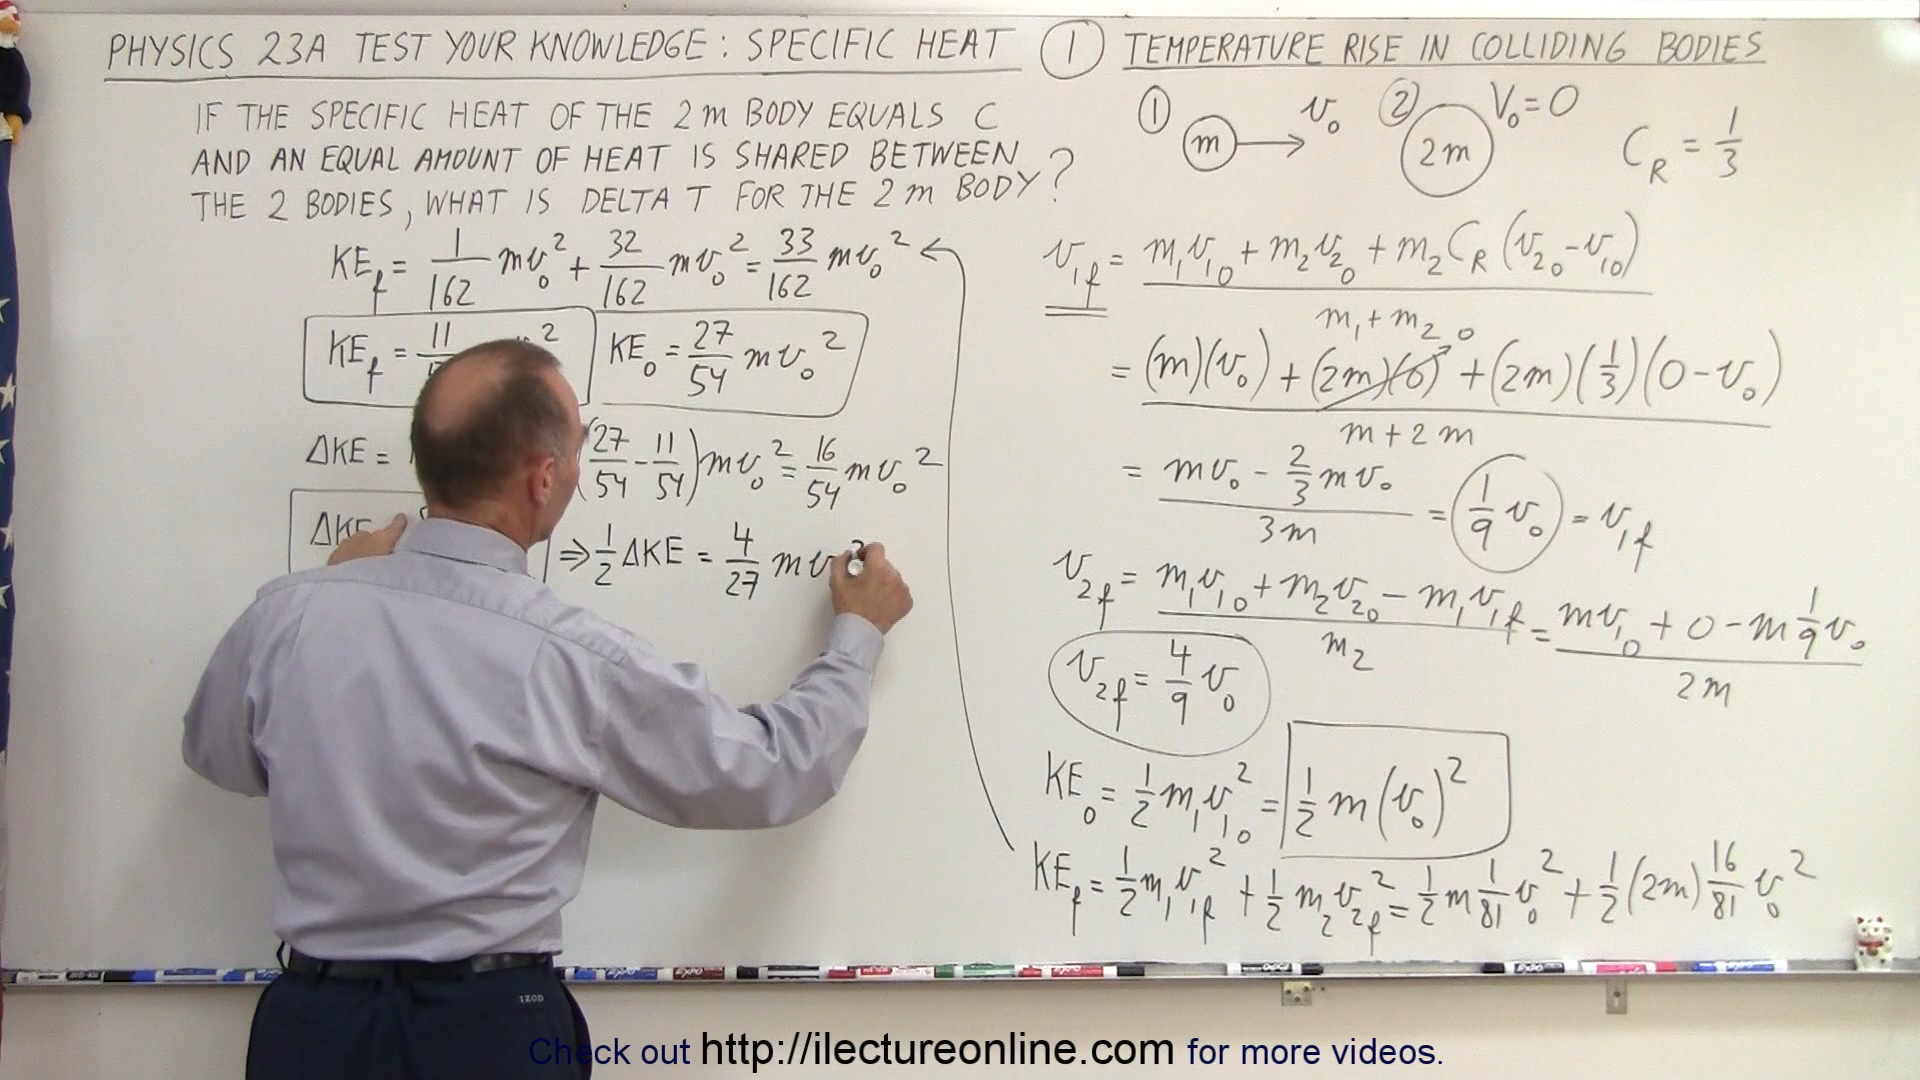 PHYSICS 23A TEST YOUR KNOWLEDGE: SPECIFIC HEAT ① TEMPERATURE RISE IN COLLIDING BODIES
IF THE SPECIFIC HEAT OF THE 2m BODY EQUALS C
AND AN EQUAL AMOUNT OF HEAT IS SHARED BETWEEN
THE 2 BODIES, WHAT IS DELTA T FOR THE 2m BODY?
KE_f = 1/162 mv₀² + 32/162 mv₀² = 33/162 mv₀²
KE_f = 11/ ² KE₀ = 27/54 mv₀²
ΔKE = (27/54 - 11/54) mv₀² = 16/54 mv₀²
ΔKE ⇒ 1/2 ΔKE = 4/27 mv
① m → v₀ ② 2m V₀ = 0 C_R = 1/3
v_1f = (m₁v₁₀ + m₂v₂₀ + m₂C_R(v₂₀ - v₁₀)) / (m₁ + m₂)
= ((m)(v₀) + (2m)(0)→0 + (2m)(1/3)(0 - v₀)) / (m + 2m)
= (mv₀ - 2/3 mv₀) / 3m = 1/9 v₀ = v_1f
v_2f = (m₁v₁₀ + m₂v₂₀ - m₁v_1f) / m₂ = (mv₁₀ + 0 - m 1/9 v₀) / 2m
v_2f = 4/9 v₀
KE₀ = 1/2 m₁v₁₀² = 1/2 m(v₀)²
KE_f = 1/2 m₁v_1f² + 1/2 m₂v_2f² = 1/2 m 1/81 v₀² + 1/2 (2m) 16/81 v₀²
IZOD
Check out http://ilectureonline.com for more videos.